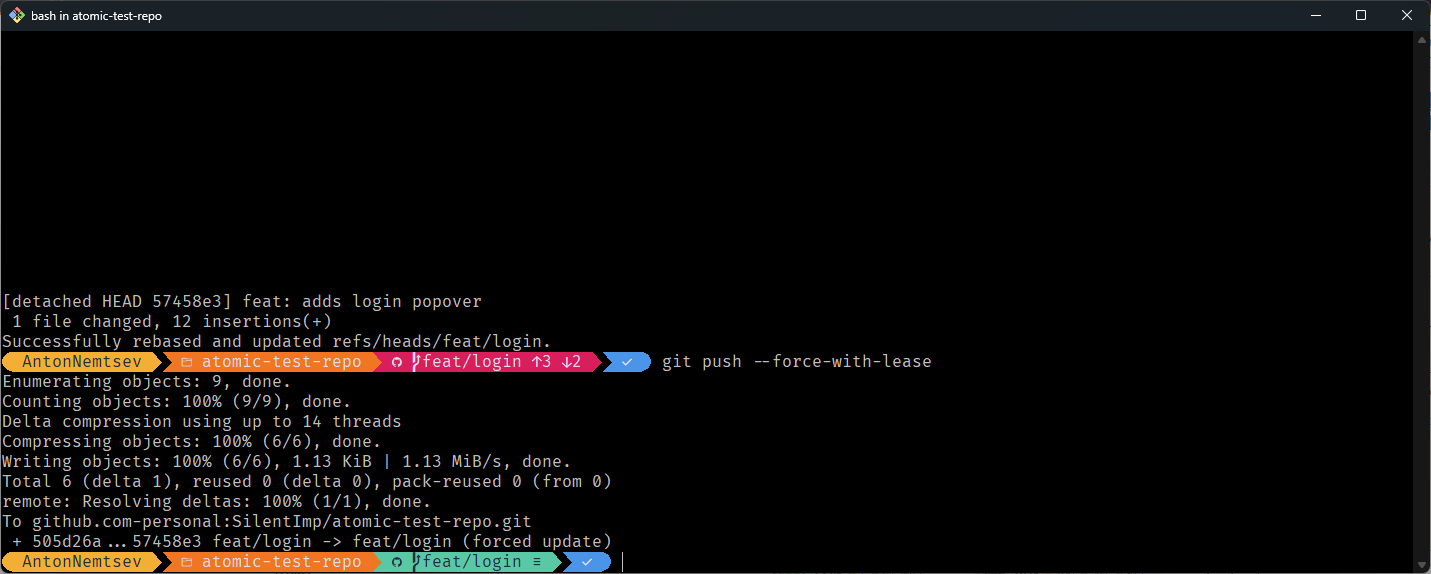 bash in atomic-test-repo
[detached HEAD 57458e3] feat: adds login popover
1 file changed, 12 insertions(+)
Successfully rebased and updated refs/heads/feat/login.
AntonNemtsev atomic-test-repo feat/login ↑3 ↓2 ✓ git push --force-with-lease
Enumerating objects: 9, done.
Counting objects: 100% (9/9), done.
Delta compression using up to 14 threads
Compressing objects: 100% (6/6), done.
Writing objects: 100% (6/6), 1.13 KiB | 1.13 MiB/s, done.
Total 6 (delta 1), reused 0 (delta 0), pack-reused 0 (from 0)
remote: Resolving deltas: 100% (1/1), done.
To github.com-personal:SilentImp/atomic-test-repo.git
+ 505d26a...57458e3 feat/login -> feat/login (forced update)
AntonNemtsev atomic-test-repo feat/login ≡ ✓